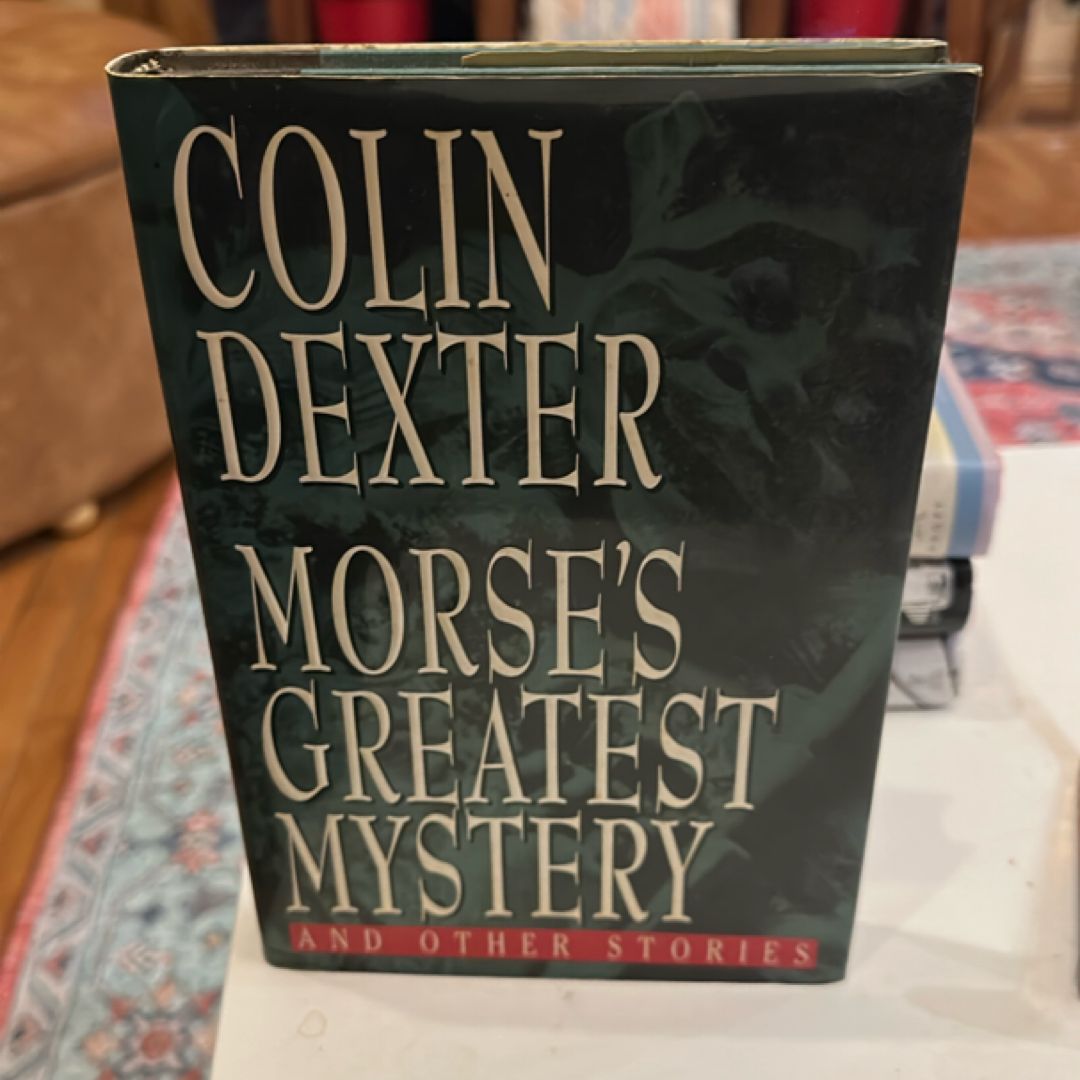 COLIN
DEXTER
MORSE'S
GREATEST
MYSTERY
AND OTHER STORIES